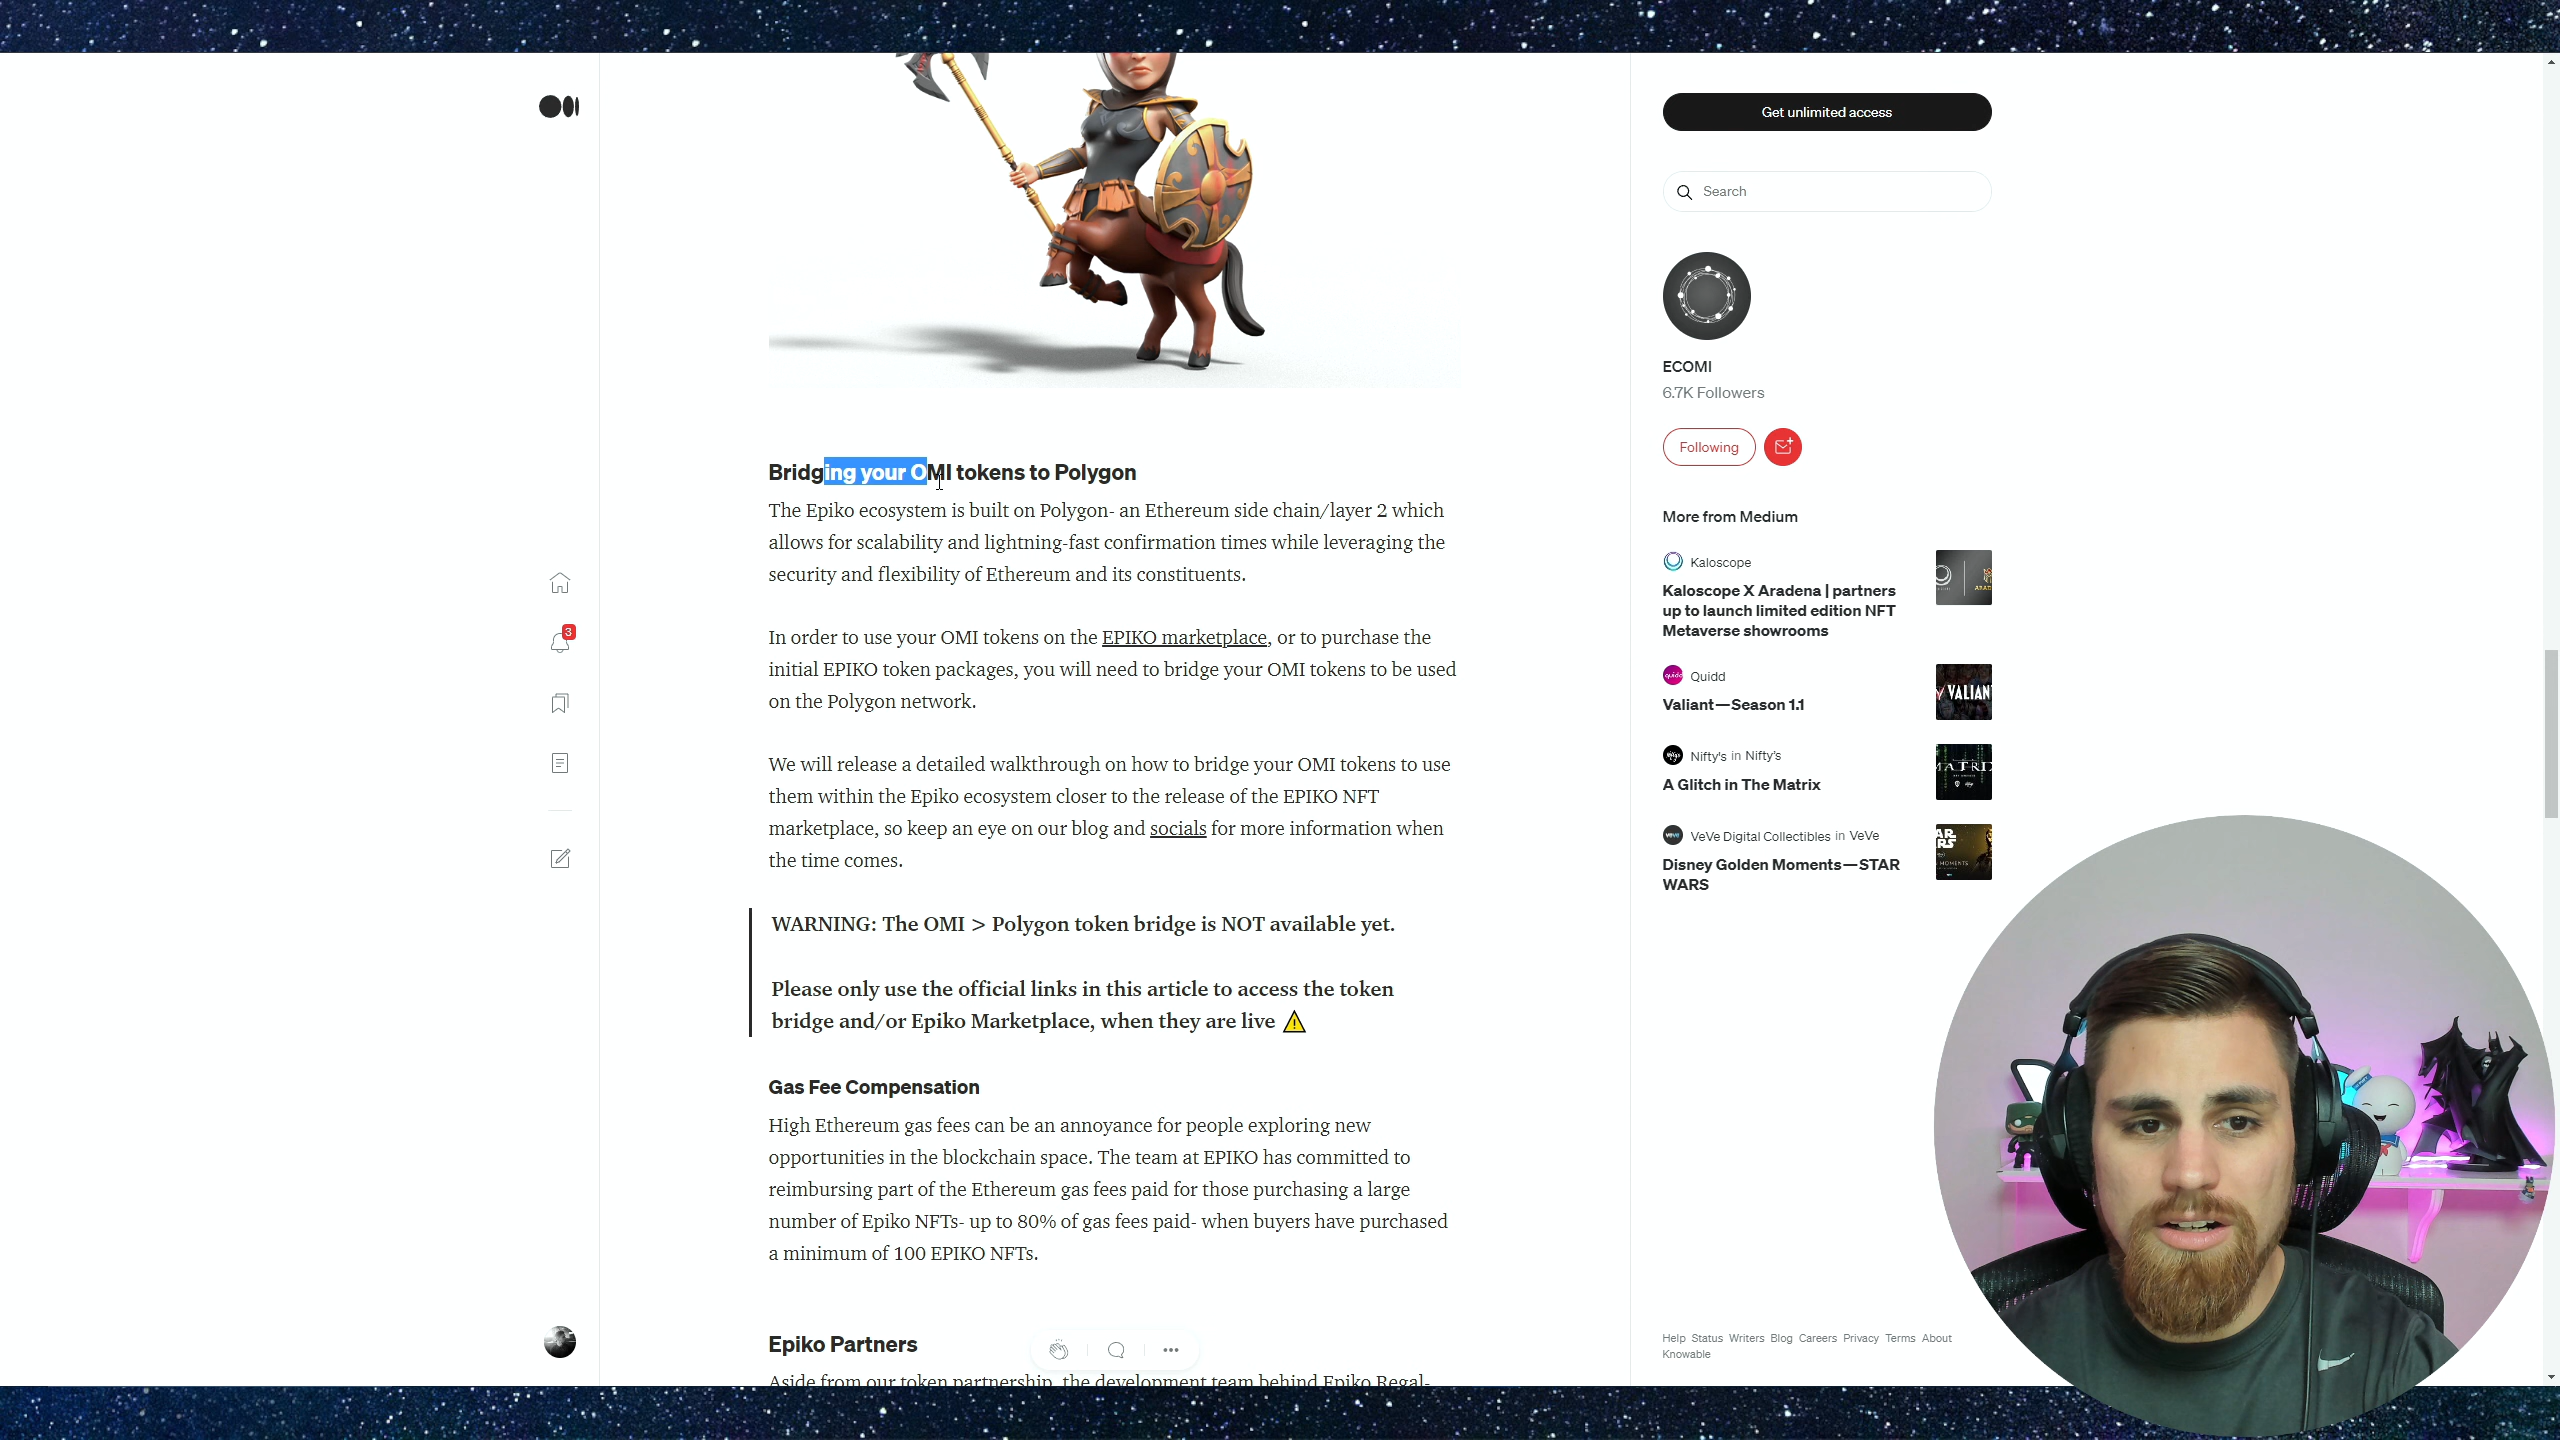 Get unlimited access
Search
ECOMI
6.7K Followers
Following
More from Medium
Kaloscope
Kaloscope X Aradena | partners
up to launch limited edition NFT
Metaverse showrooms
Quidd
Valiant—Season 1.1
VALIAN
Nifty's in Nifty's
A Glitch in The Matrix
MATRIX
VeVe Digital Collectibles in VeVe
Disney Golden Moments—STAR
WARS
Help Status Writers Blog Careers Privacy Terms About
Knowable
3
Bridging your OMI tokens to Polygon
The Epiko ecosystem is built on Polygon- an Ethereum side chain/layer 2 which
allows for scalability and lightning-fast confirmation times while leveraging the
security and flexibility of Ethereum and its constituents.
In order to use your OMI tokens on the EPIKO marketplace, or to purchase the
initial EPIKO token packages, you will need to bridge your OMI tokens to be used
on the Polygon network.
We will release a detailed walkthrough on how to bridge your OMI tokens to use
them within the Epiko ecosystem closer to the release of the EPIKO NFT
marketplace, so keep an eye on our blog and socials for more information when
the time comes.
WARNING: The OMI > Polygon token bridge is NOT available yet.
Please only use the official links in this article to access the token
bridge and/or Epiko Marketplace, when they are live ⚠
Gas Fee Compensation
High Ethereum gas fees can be an annoyance for people exploring new
opportunities in the blockchain space. The team at EPIKO has committed to
reimbursing part of the Ethereum gas fees paid for those purchasing a large
number of Epiko NFTs- up to 80% of gas fees paid- when buyers have purchased
a minimum of 100 EPIKO NFTs.
Epiko Partners
Aside from our token partnership, the development team behind Epiko Regal-